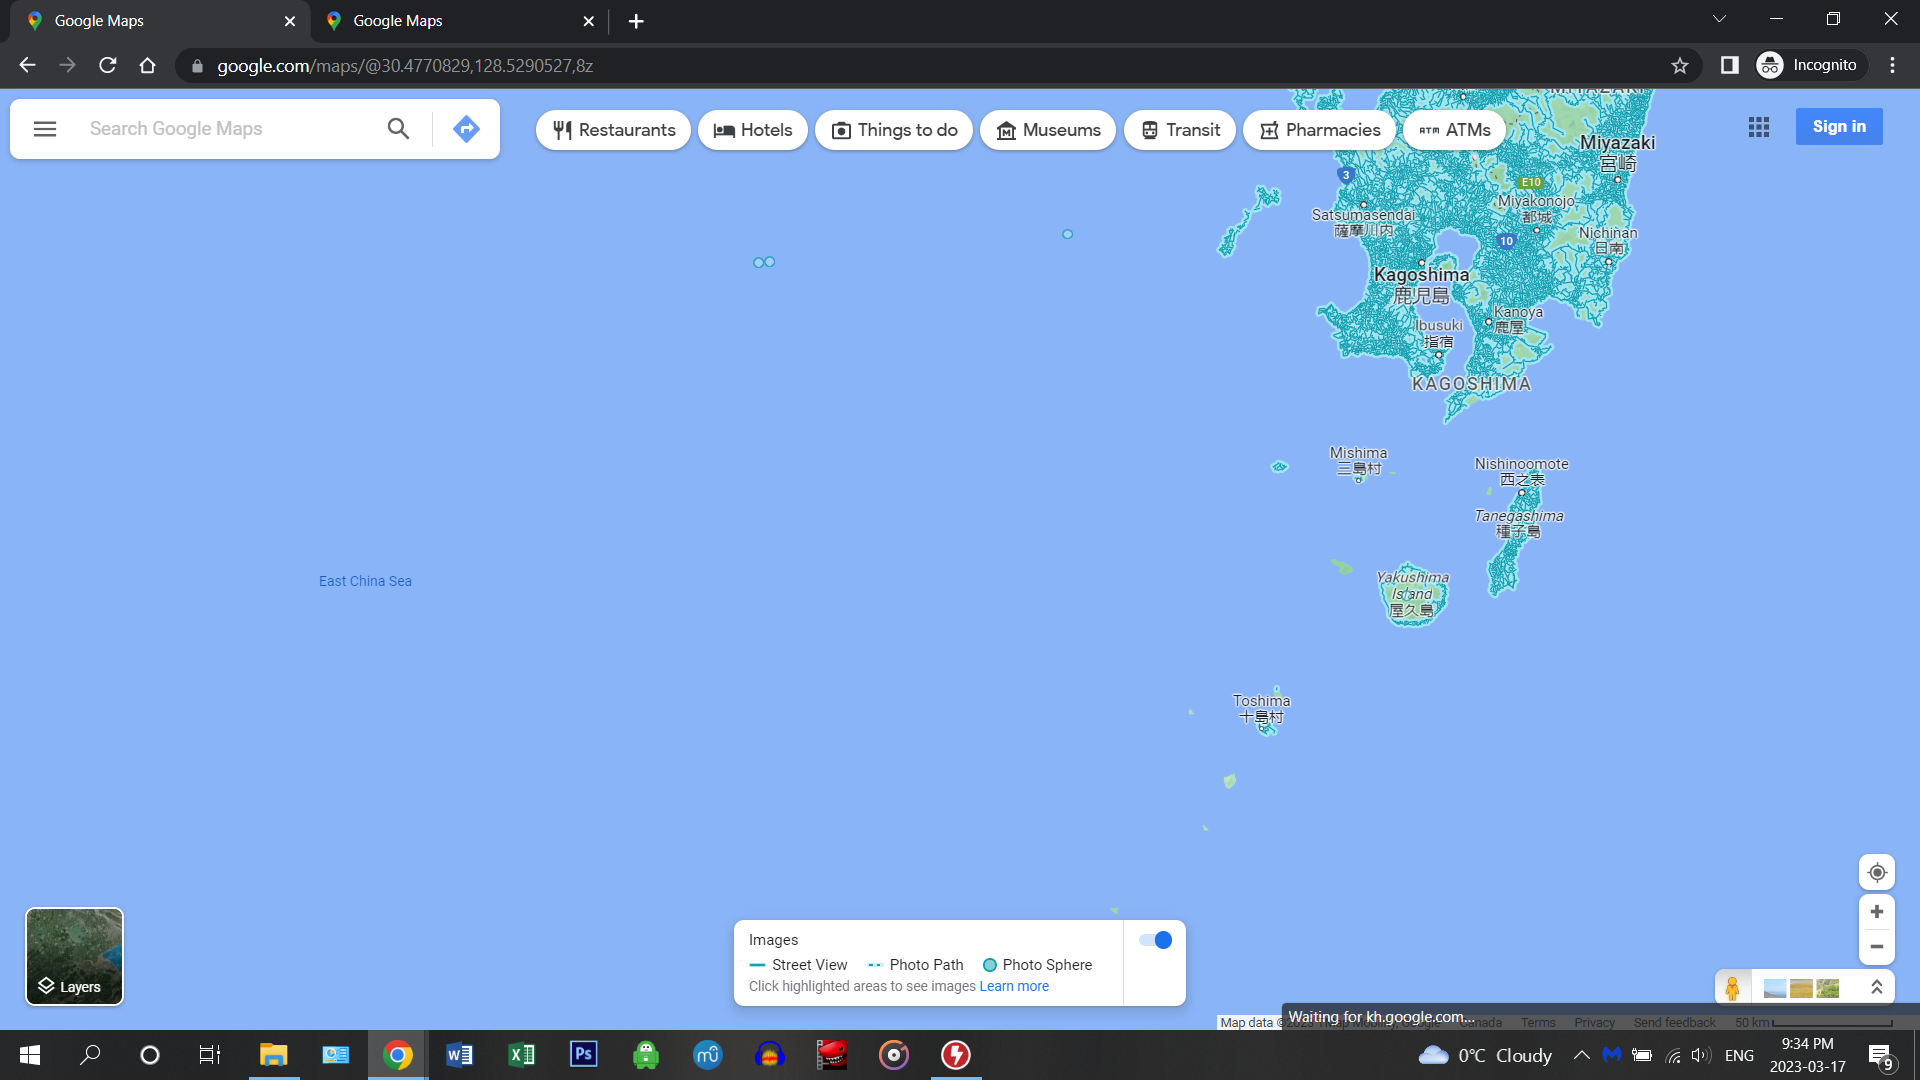 Google Maps
Google Maps
google.com/maps/@30.4770829,128.5290527,8z
Incognito
Search Google Maps
Restaurants
Hotels
Things to do
Museums
Transit
Pharmacies
ATM ATMs
Sign in
MIYAZAKI
Miyazaki
宮崎
3
E10
Satsumasendai
薩摩川内
Miyakonojo
都城
10
Nichinan
日南
Kagoshima
鹿児島
Kanoya
鹿屋
Ibusuki
指宿
KAGOSHIMA
Mishima
三島村
Nishinoomote
西之表
Tanegashima
種子島
East China Sea
Yakushima
Island
屋久島
Toshima
十島村
Images
Street View
Photo Path
Photo Sphere
Click highlighted areas to see images Learn more
Layers
Waiting for kh.google.com...
Map data ©2023 TMap Mobility, Google
Canada
Terms
Privacy
Send feedback
50 km
W
X
Ps
mu
0°C Cloudy
ENG
9:34 PM
2023-03-17
9